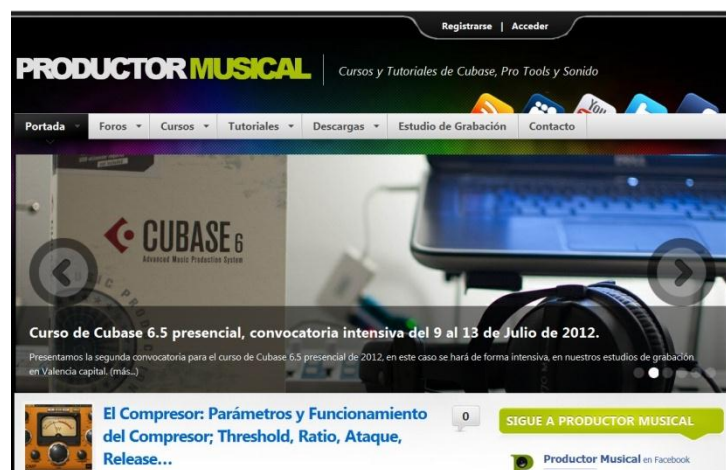 Registrarse | Acceder
PRODUCTOR MUSICAL
Cursos y Tutoriales de Cubase, Pro Tools y Sonido
You
Portada Foros Cursos Tutoriales Descargas Estudio de Grabación Contacto
CUBASE 6
Advanced Music Production System
DELL
Curso de Cubase 6.5 presencial, convocatoria intensiva del 9 al 13 de Julio de 2012.
Presentamos la segunda convocatoria para el curso de Cubase 6.5 presencial de 2012, en este caso se hará de forma intensiva, en nuestros estudios de grabación
en Valencia capital. (más...)
El Compresor: Parámetros y Funcionamiento
del Compresor; Threshold, Ratio, Ataque,
Release...
0
SIGUE A PRODUCTOR MUSICAL
Productor Musical en Facebook